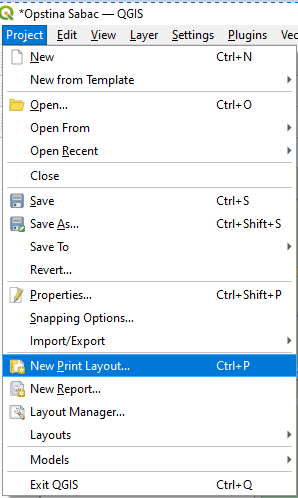 *Opstina Sabac — QGIS
Project Edit View Layer Settings Plugins
New Ctrl+N
New from Template
Open... Ctrl+O
Open From
Open Recent
Close
Save Ctrl+S
Save As... Ctrl+Shift+S
Save To
Revert...
Properties... Ctrl+Shift+P
Snapping Options...
Import/Export
New Print Layout... Ctrl+P
New Report...
Layout Manager...
Layouts
Models
Exit QGIS Ctrl+Q